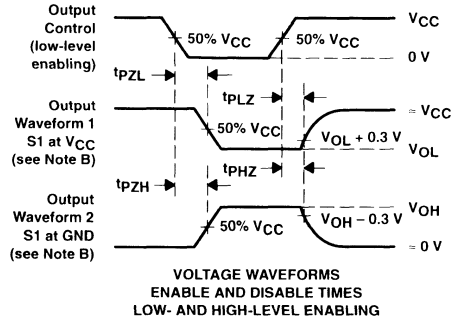 Output
Control
(low-level
enabling)
50% VCC
50% VCC
VCC
0 V
tPZL
tPLZ
Output
Waveform 1
S1 at VCC
(see Note B)
50% VCC
≈ VCC
VOL + 0.3 V
VOL
tPZH
tPHZ
Output
Waveform 2
S1 at GND
(see Note B)
50% VCC
VOH
VOH − 0.3 V
≈ 0 V
VOLTAGE WAVEFORMS
ENABLE AND DISABLE TIMES
LOW- AND HIGH-LEVEL ENABLING